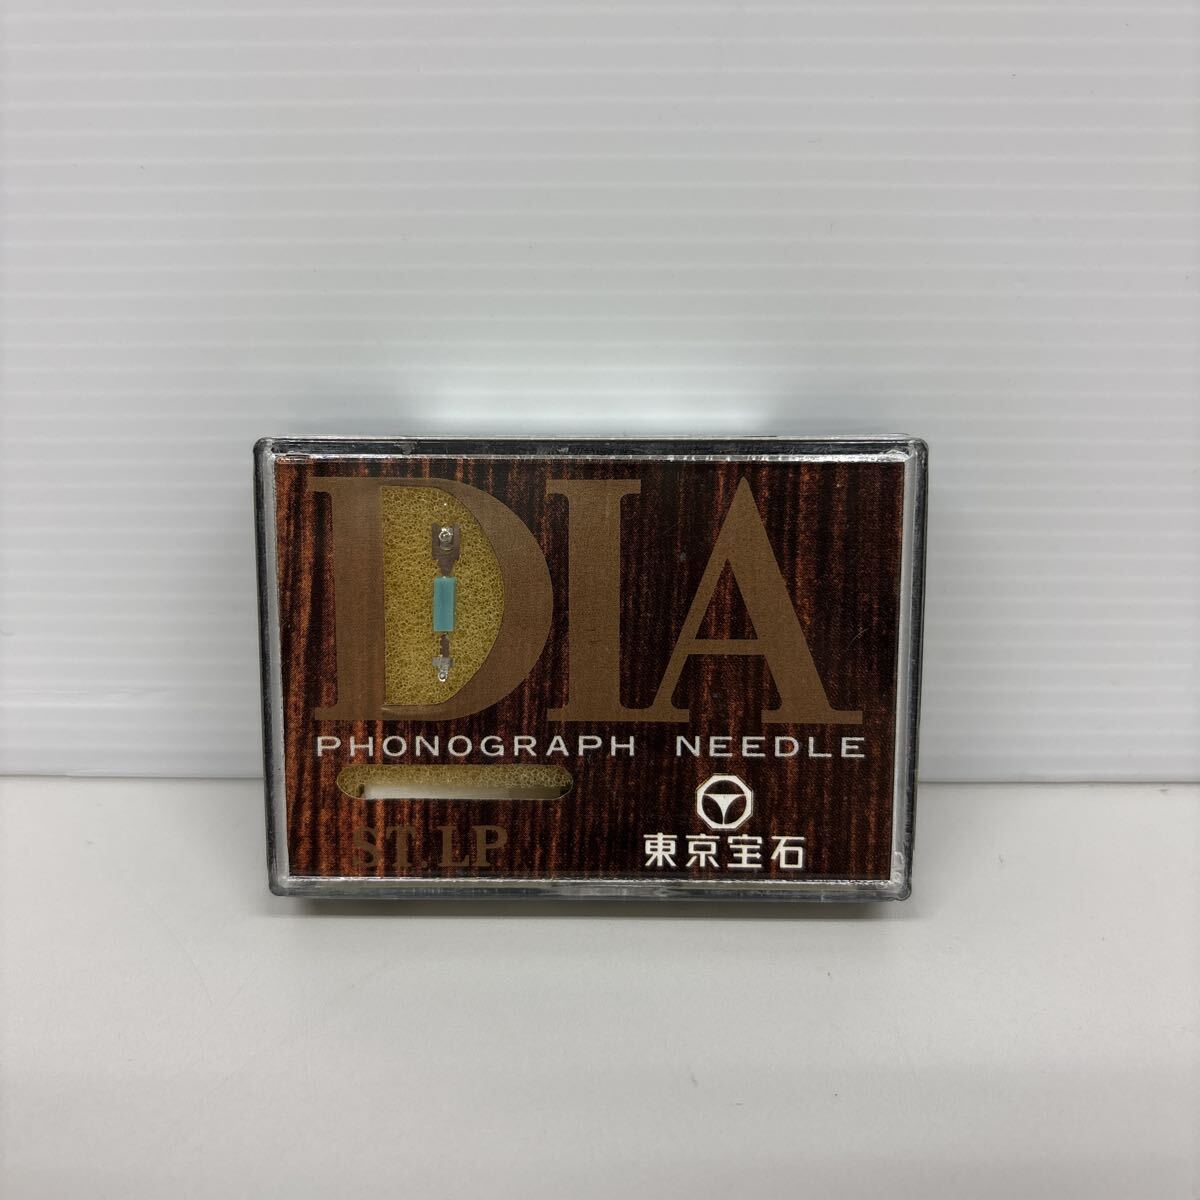 DIA
PHONOGRAPH NEEDLE
ST. LP
東京宝石